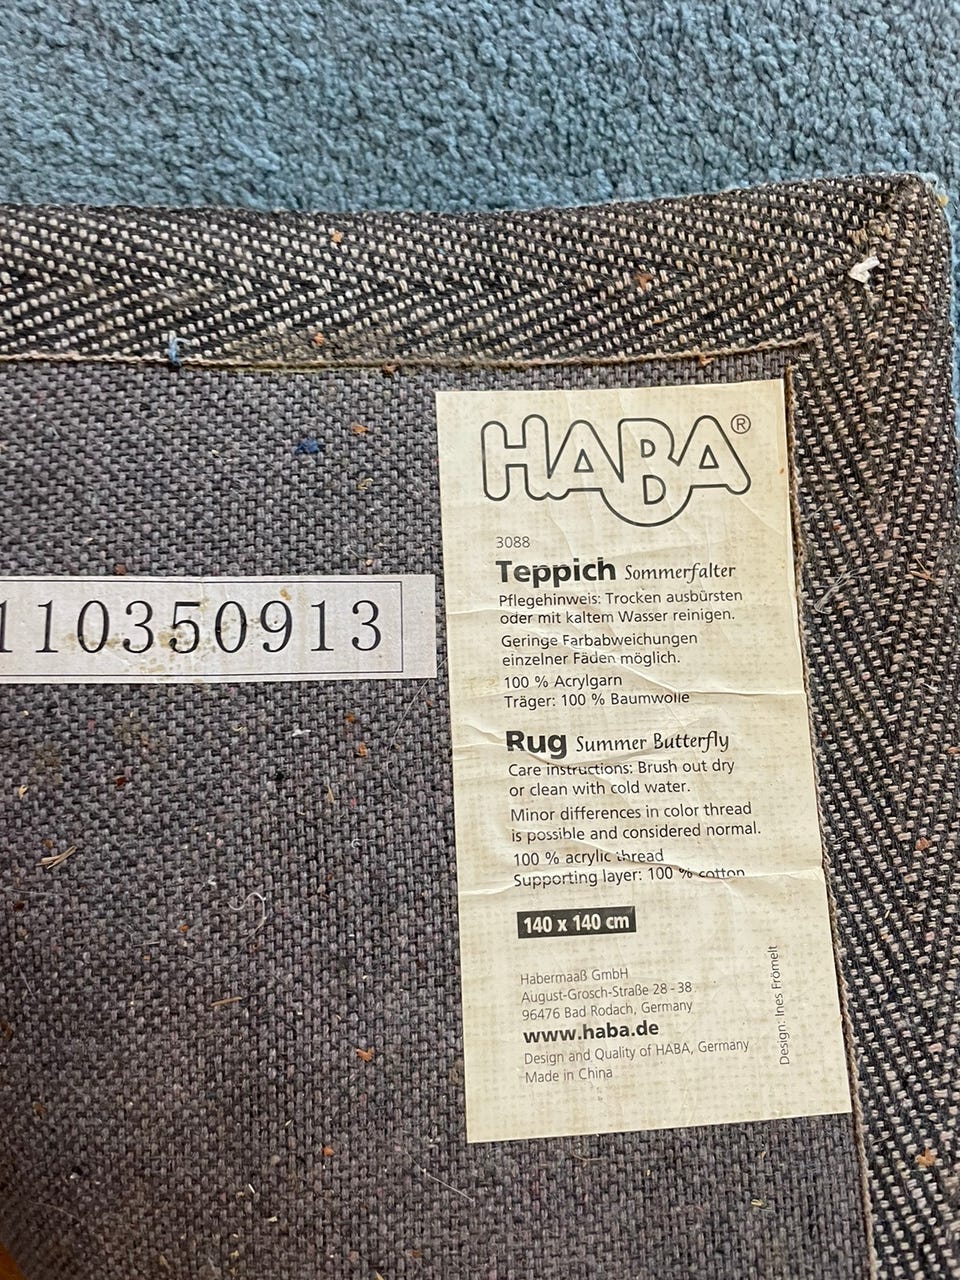 HABA®
3088
Teppich Sommerfalter
Pflegehinweis: Trocken ausbürsten
oder mit kaltem Wasser reinigen.
Geringe Farbabweichungen
einzelner Fäden möglich.
100 % Acrylgarn
Träger: 100 % Baumwolle
Rug Summer Butterfly
Care instructions: Brush out dry
or clean with cold water.
Minor differences in color thread
is possible and considered normal.
100 % acrylic thread
Supporting layer: 100 % cotton
140 x 140 cm
Habermaaß GmbH
August-Grosch-Straße 28 - 38
96476 Bad Rodach, Germany
www.haba.de
Design and Quality of HABA, Germany
Made in China
Design: Ines Frömelt
110350913